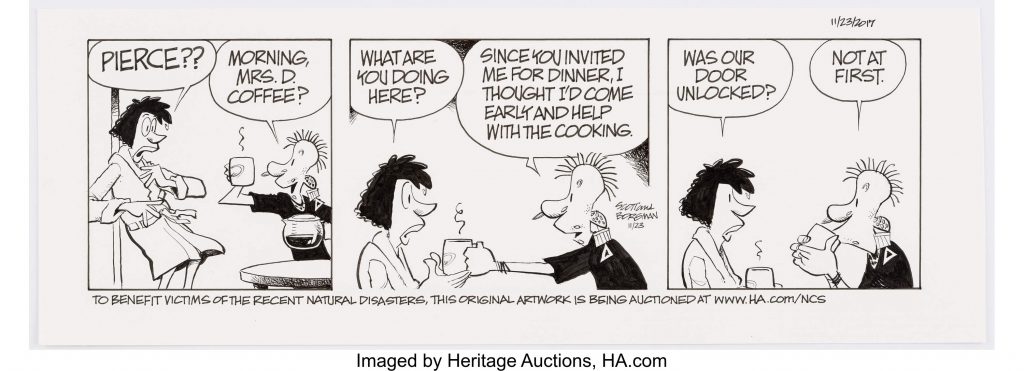 11/23/2017
PIERCE??
MORNING,
MRS. D.
COFFEE?
WHAT ARE
YOU DOING
HERE?
SINCE YOU INVITED
ME FOR DINNER, I
THOUGHT I'D COME
EARLY AND HELP
WITH THE COOKING.
SCOTT AND
BORGMAN
11/23
WAS OUR
DOOR
UNLOCKED?
NOT AT
FIRST.
TO BENEFIT VICTIMS OF THE RECENT NATURAL DISASTERS, THIS ORIGINAL ARTWORK IS BEING AUCTIONED AT WWW.HA.COM/NCS
Imaged by Heritage Auctions, HA.com